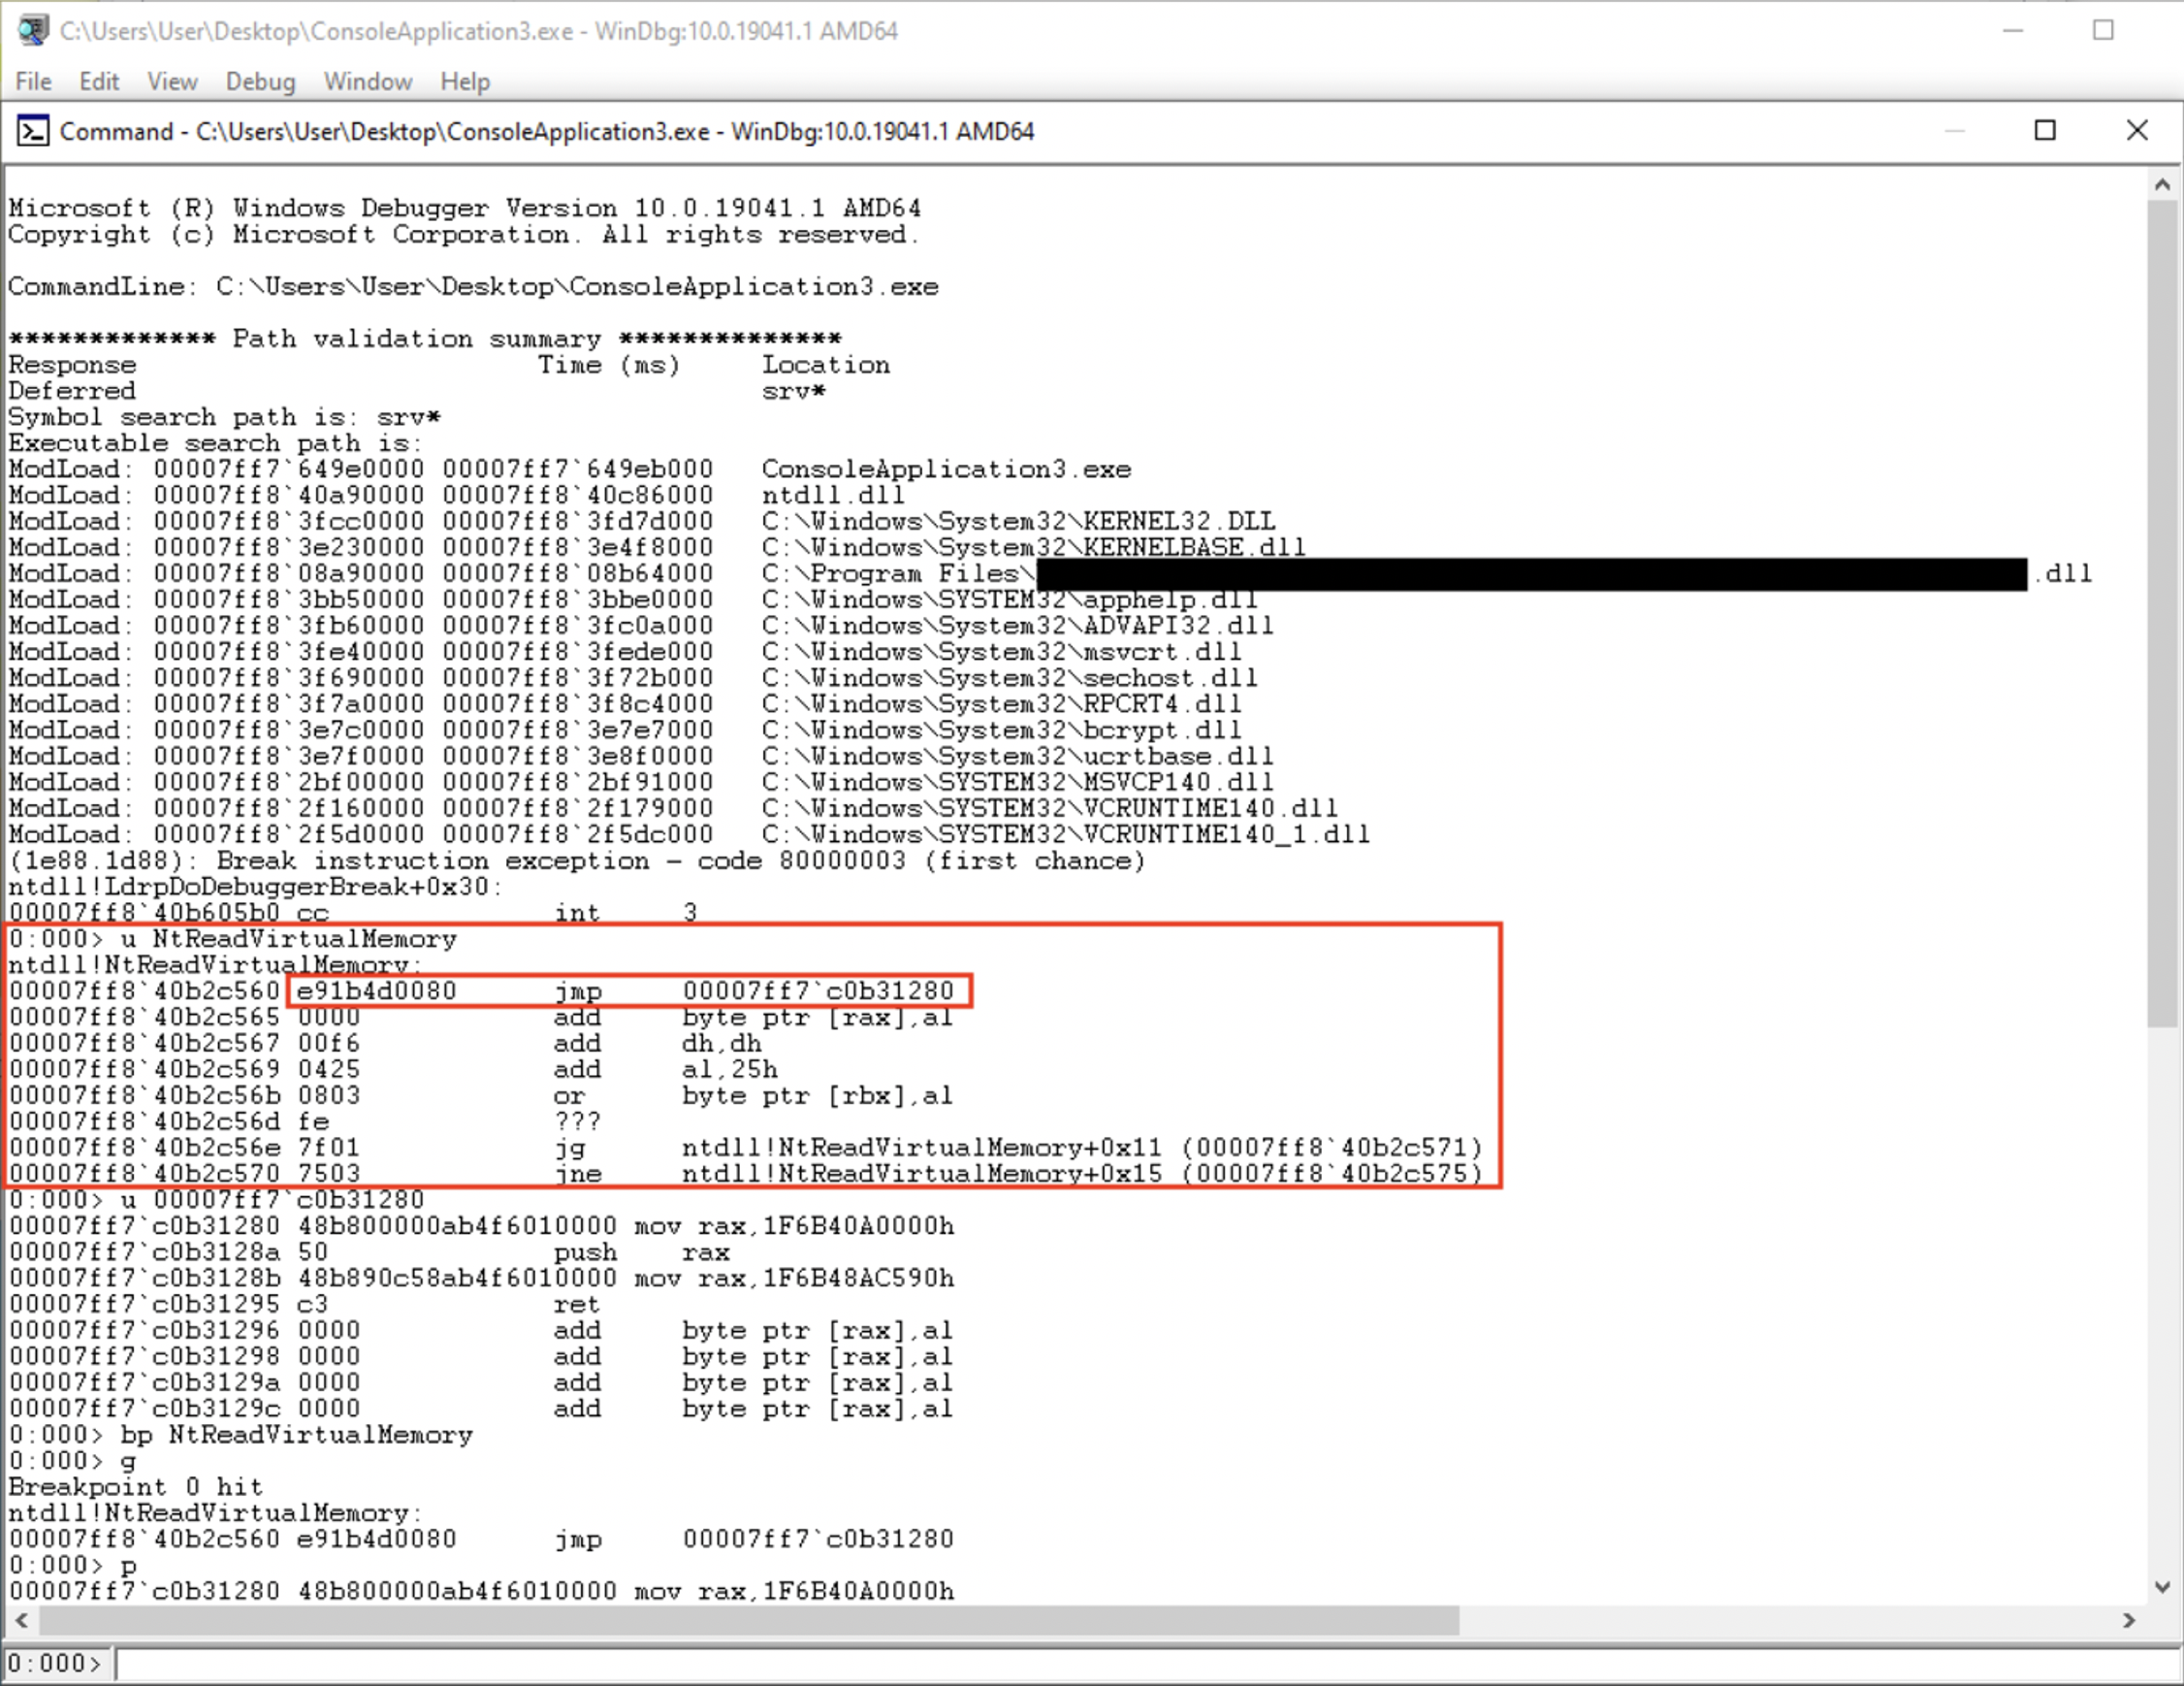 C:\Users\User\Desktop\ConsoleApplication3.exe - WinDbg:10.0.19041.1 AMD64
File Edit View Debug Window Help
Command - C:\Users\User\Desktop\ConsoleApplication3.exe - WinDbg:10.0.19041.1 AMD64
Microsoft (R) Windows Debugger Version 10.0.19041.1 AMD64
Copyright (c) Microsoft Corporation. All rights reserved.
CommandLine: C:\Users\User\Desktop\ConsoleApplication3.exe
************* Path validation summary **************
Response Time (ms) Location
Deferred srv*
Symbol search path is: srv*
Executable search path is:
ModLoad: 00007ff7`649e0000 00007ff7`649eb000 ConsoleApplication3.exe
ModLoad: 00007ff8`40a90000 00007ff8`40c86000 ntdll.dll
ModLoad: 00007ff8`3fcc0000 00007ff8`3fd7d000 C:\Windows\System32\KERNEL32.DLL
ModLoad: 00007ff8`3e230000 00007ff8`3e4f8000 C:\Windows\System32\KERNELBASE.dll
ModLoad: 00007ff8`08a90000 00007ff8`08b64000 C:\Program Files\ .dll
ModLoad: 00007ff8`3bb50000 00007ff8`3bbe0000 C:\Windows\SYSTEM32\apphelp.dll
ModLoad: 00007ff8`3fb60000 00007ff8`3fc0a000 C:\Windows\System32\ADVAPI32.dll
ModLoad: 00007ff8`3fe40000 00007ff8`3fede000 C:\Windows\System32\msvcrt.dll
ModLoad: 00007ff8`3f690000 00007ff8`3f72b000 C:\Windows\System32\sechost.dll
ModLoad: 00007ff8`3f7a0000 00007ff8`3f8c4000 C:\Windows\System32\RPCRT4.dll
ModLoad: 00007ff8`3e7c0000 00007ff8`3e7e7000 C:\Windows\System32\bcrypt.dll
ModLoad: 00007ff8`3e7f0000 00007ff8`3e8f0000 C:\Windows\System32\ucrtbase.dll
ModLoad: 00007ff8`2bf00000 00007ff8`2bf91000 C:\Windows\SYSTEM32\MSVCP140.dll
ModLoad: 00007ff8`2f160000 00007ff8`2f179000 C:\Windows\SYSTEM32\VCRUNTIME140.dll
ModLoad: 00007ff8`2f5d0000 00007ff8`2f5dc000 C:\Windows\SYSTEM32\VCRUNTIME140_1.dll
(1e88.1d88): Break instruction exception - code 80000003 (first chance)
ntdll!LdrpDoDebuggerBreak+0x30:
00007ff8`40b605b0 cc int 3
0:000> u NtReadVirtualMemory
ntdll!NtReadVirtualMemory:
00007ff8`40b2c560 e91b4d0080 jmp 00007ff7`c0b31280
00007ff8`40b2c565 0000 add byte ptr [rax],al
00007ff8`40b2c567 00f6 add dh,dh
00007ff8`40b2c569 0425 add al,25h
00007ff8`40b2c56b 0803 or byte ptr [rbx],al
00007ff8`40b2c56d fe ???
00007ff8`40b2c56e 7f01 jg ntdll!NtReadVirtualMemory+0x11 (00007ff8`40b2c571)
00007ff8`40b2c570 7503 jne ntdll!NtReadVirtualMemory+0x15 (00007ff8`40b2c575)
0:000> u 00007ff7`c0b31280
00007ff7`c0b31280 48b800000ab4f6010000 mov rax,1F6B40A0000h
00007ff7`c0b3128a 50 push rax
00007ff7`c0b3128b 48b890c58ab4f6010000 mov rax,1F6B48AC590h
00007ff7`c0b31295 c3 ret
00007ff7`c0b31296 0000 add byte ptr [rax],al
00007ff7`c0b31298 0000 add byte ptr [rax],al
00007ff7`c0b3129a 0000 add byte ptr [rax],al
00007ff7`c0b3129c 0000 add byte ptr [rax],al
0:000> bp NtReadVirtualMemory
0:000> g
Breakpoint 0 hit
ntdll!NtReadVirtualMemory:
00007ff8`40b2c560 e91b4d0080 jmp 00007ff7`c0b31280
0:000> p
00007ff7`c0b31280 48b800000ab4f6010000 mov rax,1F6B40A0000h
0:000>